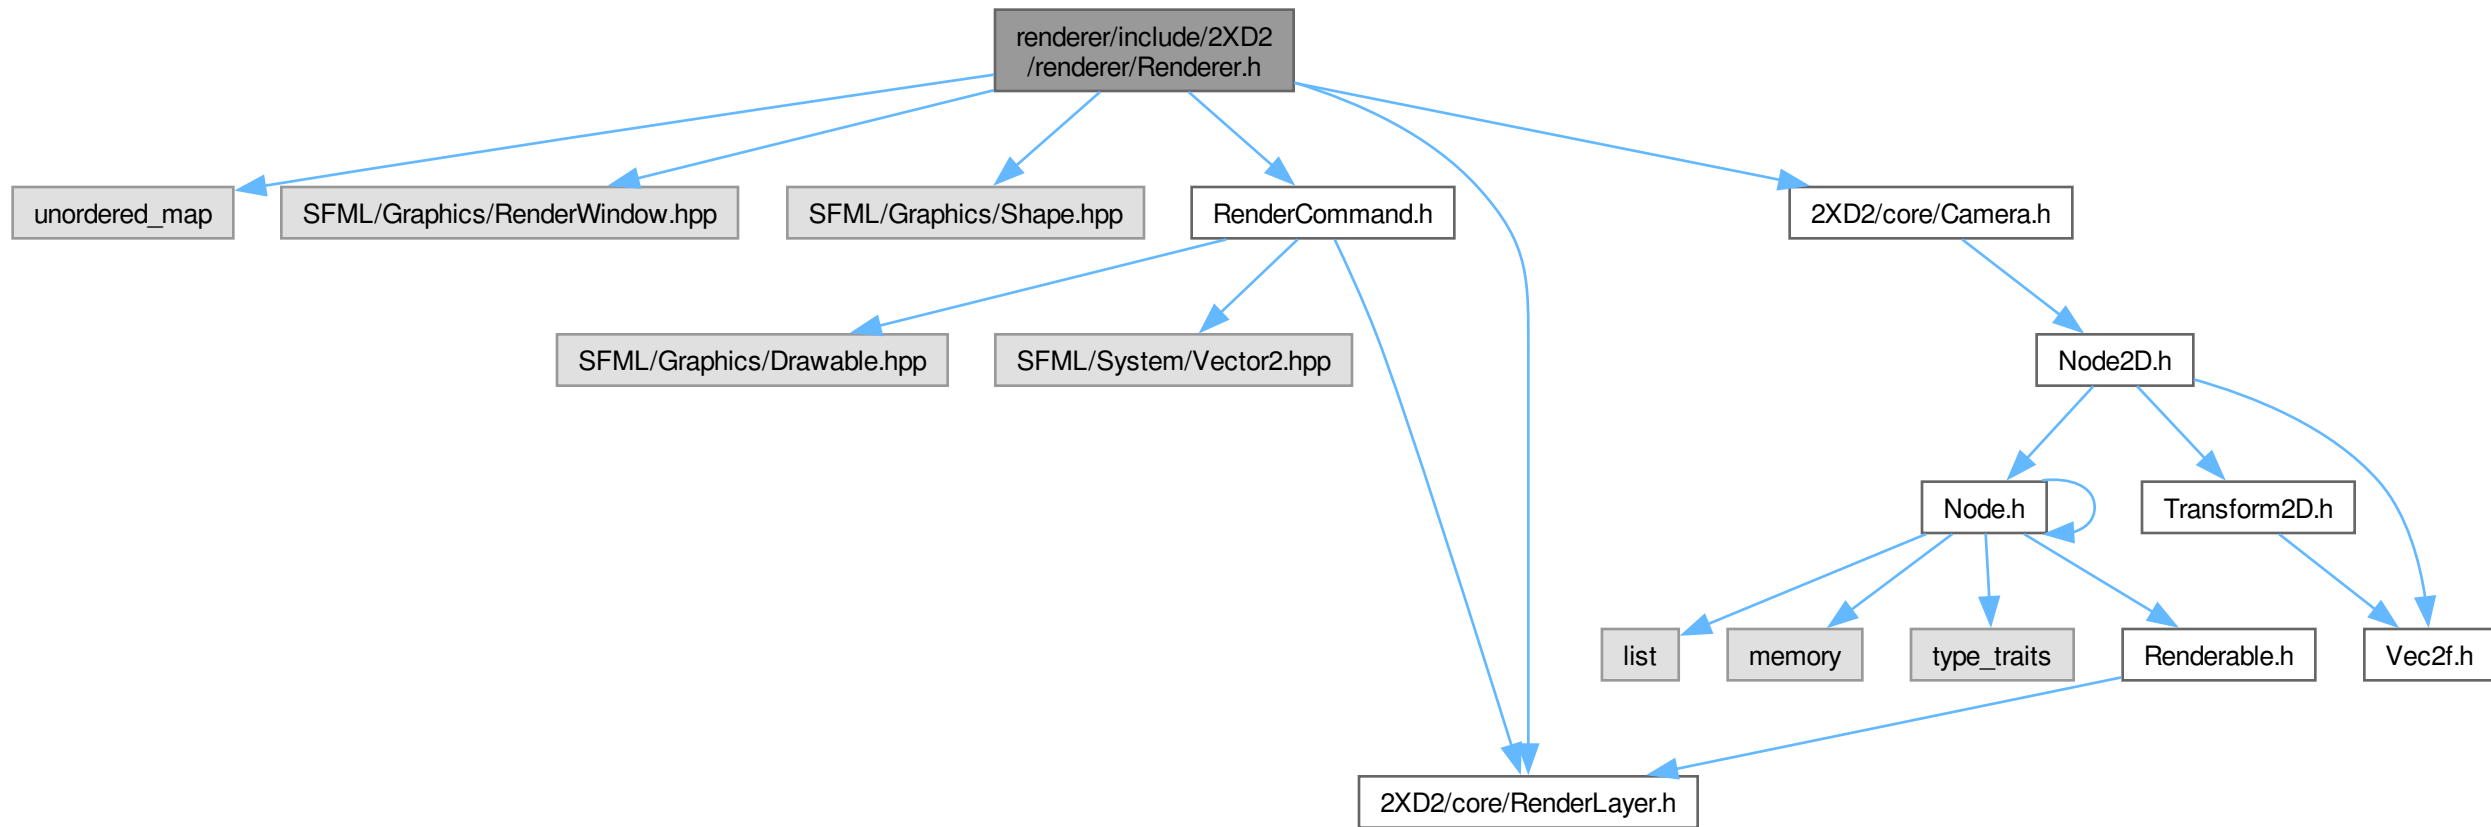 renderer/include/2XD2
/renderer/Renderer.h
unordered_map
SFML/Graphics/RenderWindow.hpp
SFML/Graphics/Shape.hpp
RenderCommand.h
2XD2/core/Camera.h
SFML/Graphics/Drawable.hpp
SFML/System/Vector2.hpp
Node2D.h
Node.h
Transform2D.h
list
memory
type_traits
Renderable.h
Vec2f.h
2XD2/core/RenderLayer.h